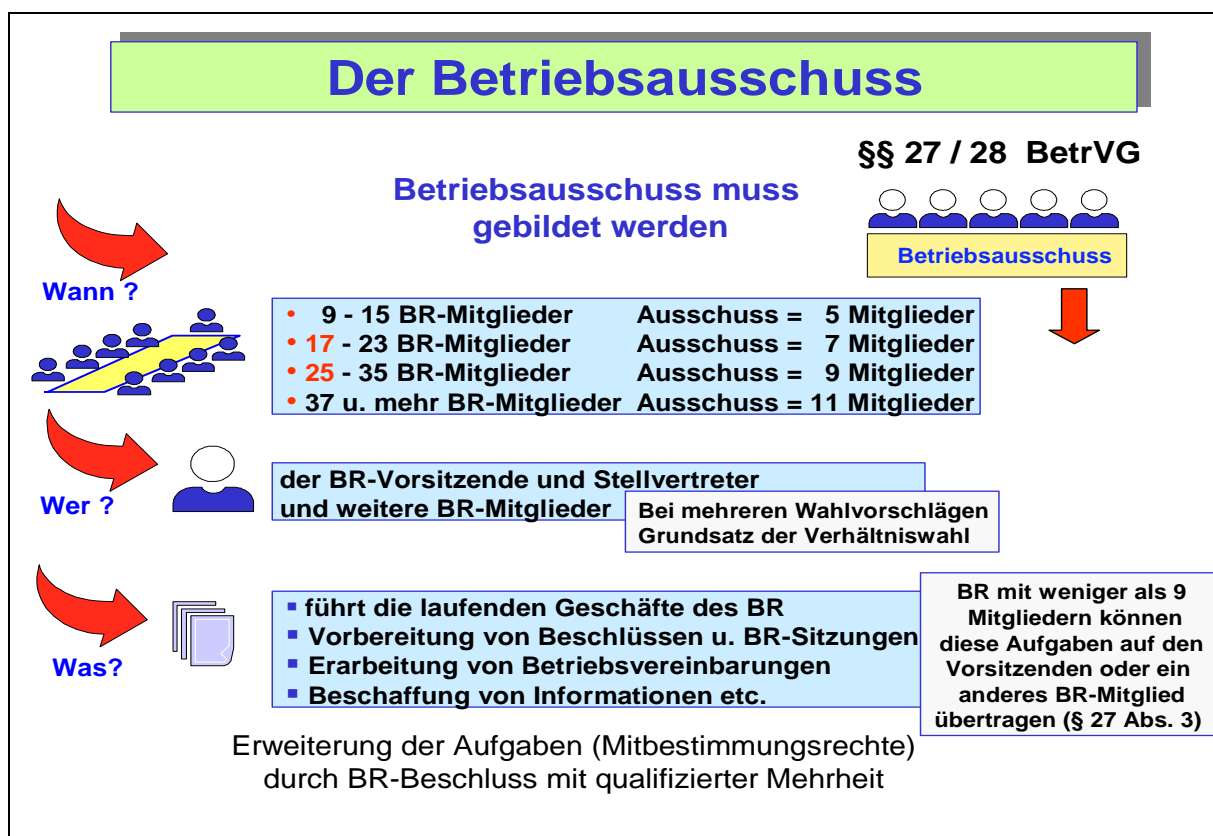 Der Betriebsausschuss
§§ 27 / 28 BetrVG
Betriebsausschuss muss
gebildet werden
Betriebsausschuss
Wann ?
• 9 - 15 BR-Mitglieder Ausschuss = 5 Mitglieder
• 17 - 23 BR-Mitglieder Ausschuss = 7 Mitglieder
• 25 - 35 BR-Mitglieder Ausschuss = 9 Mitglieder
• 37 u. mehr BR-Mitglieder Ausschuss = 11 Mitglieder
Wer ?
der BR-Vorsitzende und Stellvertreter
und weitere BR-Mitglieder
Bei mehreren Wahlvorschlägen
Grundsatz der Verhältniswahl
Was?
▪ führt die laufenden Geschäfte des BR
▪ Vorbereitung von Beschlüssen u. BR-Sitzungen
▪ Erarbeitung von Betriebsvereinbarungen
▪ Beschaffung von Informationen etc.
BR mit weniger als 9
Mitgliedern können
diese Aufgaben auf den
Vorsitzenden oder ein
anderes BR-Mitglied
übertragen (§ 27 Abs. 3)
Erweiterung der Aufgaben (Mitbestimmungsrechte)
durch BR-Beschluss mit qualifizierter Mehrheit